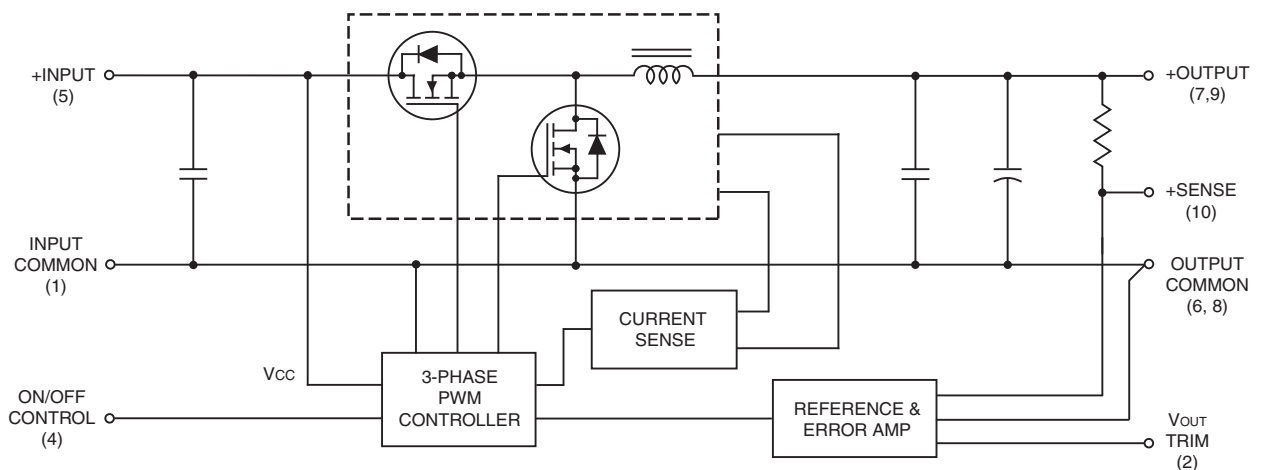 +INPUT
(5)
+OUTPUT
(7,9)
+SENSE
(10)
INPUT
COMMON
(1)
OUTPUT
COMMON
(6, 8)
CURRENT
SENSE
VCC
3-PHASE
PWM
CONTROLLER
ON/OFF
CONTROL
(4)
REFERENCE &
ERROR AMP
VOUT
TRIM
(2)